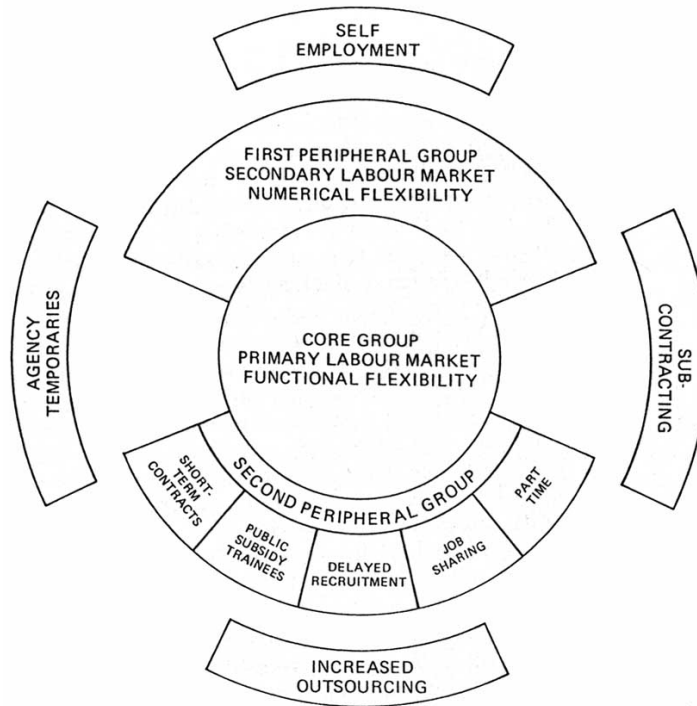 SELF
EMPLOYMENT
FIRST PERIPHERAL GROUP
SECONDARY LABOUR MARKET
NUMERICAL FLEXIBILITY
AGENCY
TEMPORARIES
CORE GROUP
PRIMARY LABOUR MARKET
FUNCTIONAL FLEXIBILITY
SUB-
CONTRACTING
SECOND PERIPHERAL GROUP
SHORT-
TERM
CONTRACTS
PUBLIC
SUBSIDY
TRAINEES
DELAYED
RECRUITMENT
JOB
SHARING
PART
TIME
INCREASED
OUTSOURCING